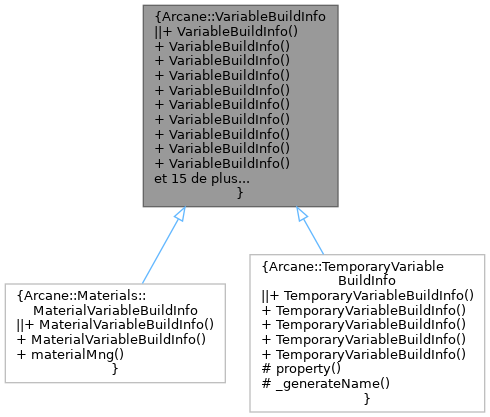 {Arcane::VariableBuildInfo
||+ VariableBuildInfo()
+ VariableBuildInfo()
+ VariableBuildInfo()
+ VariableBuildInfo()
+ VariableBuildInfo()
+ VariableBuildInfo()
+ VariableBuildInfo()
+ VariableBuildInfo()
+ VariableBuildInfo()
+ VariableBuildInfo()
et 15 de plus...
}
{Arcane::Materials::
MaterialVariableBuildInfo
||+ MaterialVariableBuildInfo()
+ MaterialVariableBuildInfo()
+ materialMng()
}
{Arcane::TemporaryVariable
BuildInfo
||+ TemporaryVariableBuildInfo()
+ TemporaryVariableBuildInfo()
+ TemporaryVariableBuildInfo()
+ TemporaryVariableBuildInfo()
+ TemporaryVariableBuildInfo()
# property()
# _generateName()
}